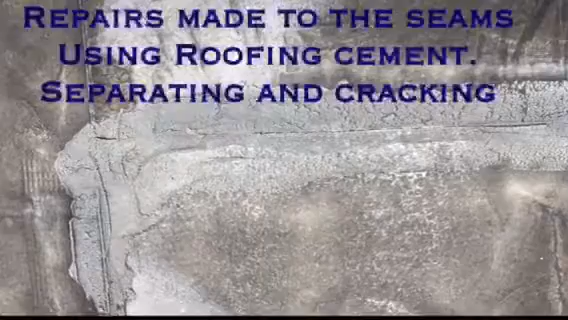 Repairs made to the seams
Using Roofing cement.
Separating and cracking